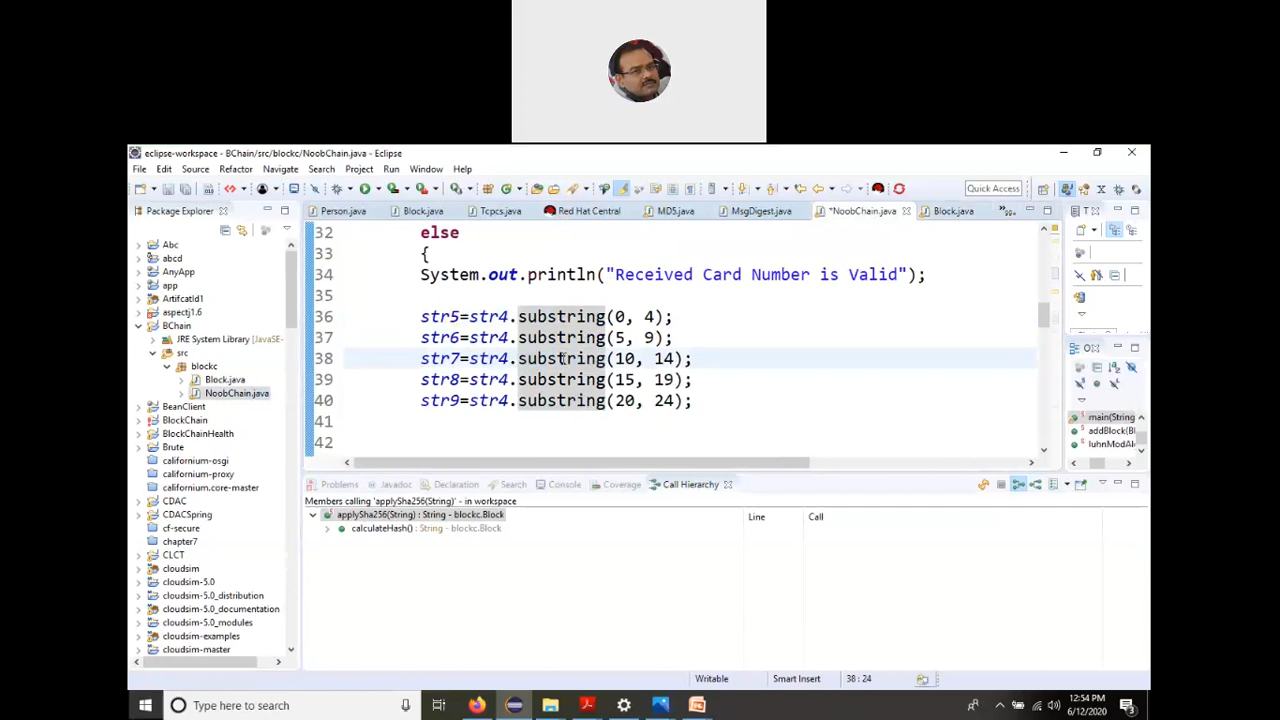 eclipse-workspace - BChain/src/blockc/NoobChain.java - Eclipse
File Edit Source Refactor Navigate Search Project Run Window Help
Quick Access
Package Explorer
Person.java Block.java Tcpcs.java Red Hat Central MD5.java MsgDigest.java *NoobChain.java Block.java
Abc
abcd
AnyApp
app
ArtifcatId1
aspectj1.6
BChain
JRE System Library [JavaSE-
src
blockc
Block.java
NoobChain.java
BeanClient
BlockChain
BlockChainHealth
Brute
californium-osgi
californium-proxy
californium.core-master
CDAC
CDACSpring
cf-secure
chapter7
CLCT
cloudsim
cloudsim-5.0
cloudsim-5.0_distribution
cloudsim-5.0_documentation
cloudsim-5.0_modules
cloudsim-examples
cloudsim-master
32 else
33 {
34 System.out.println("Received Card Number is Valid");
35
36 str5=str4.substring(0, 4);
37 str6=str4.substring(5, 9);
38 str7=str4.substring(10, 14);
39 str8=str4.substring(15, 19);
40 str9=str4.substring(20, 24);
41
42
main(String
addBlock(Bl
luhnModAl
Problems Javadoc Declaration Search Console Coverage Call Hierarchy
Members calling 'applySha256(String)' - in workspace
applySha256(String) : String - blockc.Block
calculateHash() : String - blockc.Block
Line Call
Writable Smart Insert 38 : 24
Type here to search
12:54 PM
6/12/2020
3